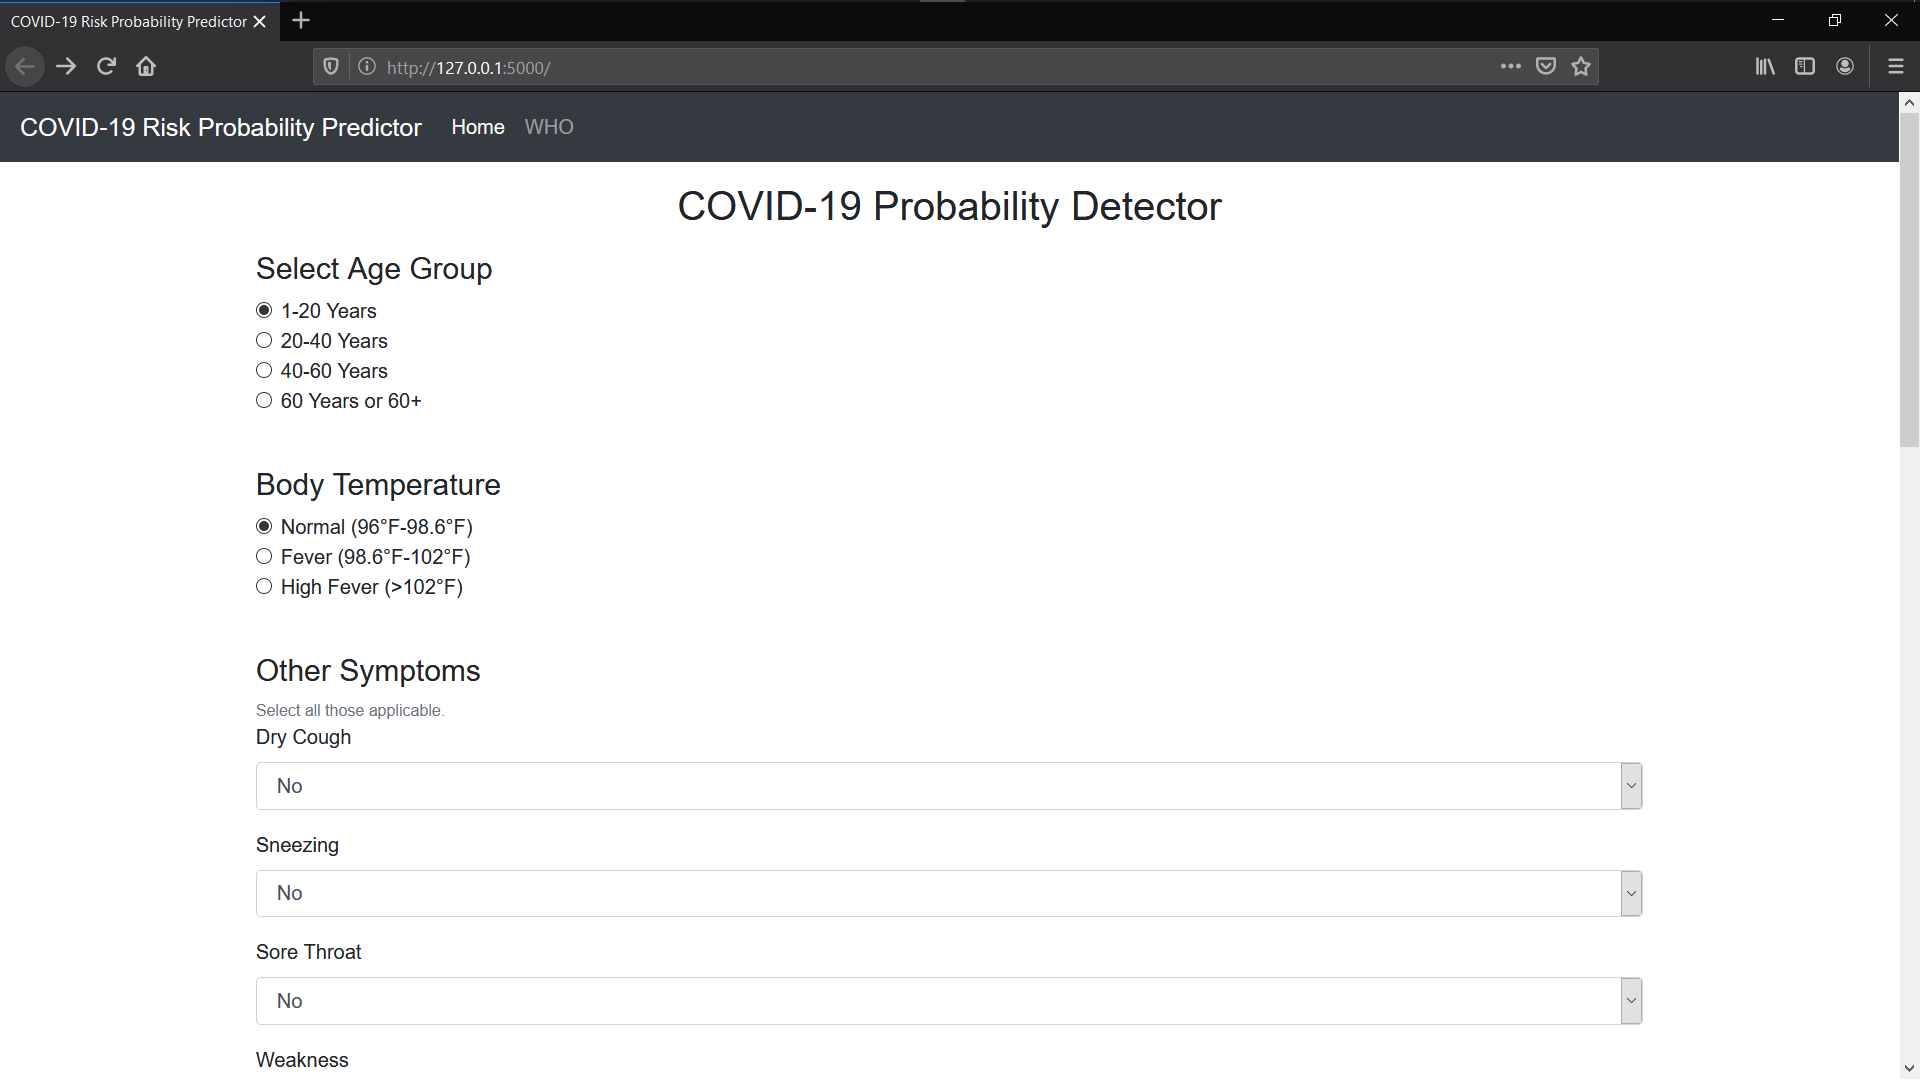 COVID-19 Risk Probability Predictor
http://127.0.0.1:5000/
COVID-19 Risk Probability Predictor Home WHO
COVID-19 Probability Detector
Select Age Group
1-20 Years
20-40 Years
40-60 Years
60 Years or 60+
Body Temperature
Normal (96°F-98.6°F)
Fever (98.6°F-102°F)
High Fever (>102°F)
Other Symptoms
Select all those applicable.
Dry Cough
No
Sneezing
No
Sore Throat
No
Weakness